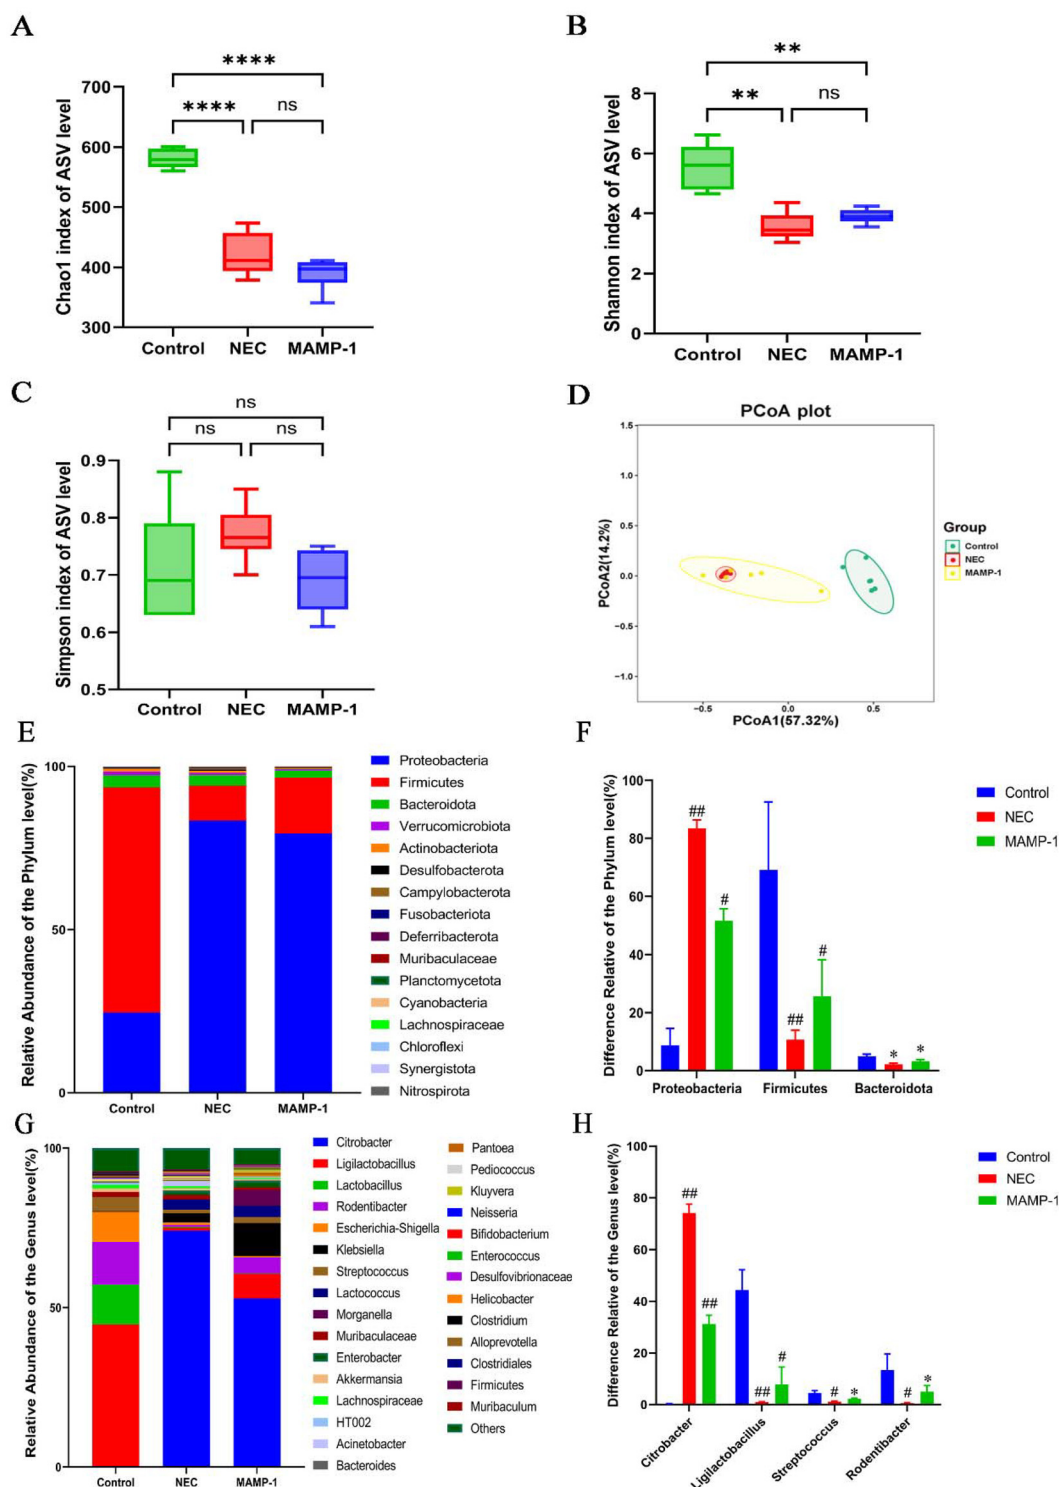 A
Chao1 index of ASV level
700
600
500
400
300
****
****
ns
Control NEC MAMP-1
B
Shannon index of ASV level
8
6
4
2
0
**
**
ns
Control NEC MAMP-1
C
Simpson index of ASV level
0.9
0.8
0.7
0.6
0.5
ns
ns
ns
Control NEC MAMP-1
D
PCoA plot
PCoA2(14.2%)
1.5
1.0
0.5
0.0
−0.5
−1.0
−0.5 0.0 0.5
PCoA1(57.32%)
Group
Control
NEC
MAMP-1
E
Relative Abundance of the Phylum level(%)
100
50
0
Control NEC MAMP-1
Proteobacteria
Firmicutes
Bacteroidota
Verrucomicrobiota
Actinobacteriota
Desulfobacterota
Campylobacterota
Fusobacteriota
Deferribacterota
Muribaculaceae
Planctomycetota
Cyanobacteria
Lachnospiraceae
Chloroflexi
Synergistota
Nitrospirota
F
Difference Relative of the Phylum level(%)
100
80
60
40
20
0
##
#
##
#
*
*
Proteobacteria Firmicutes Bacteroidota
Control
NEC
MAMP-1
G
Relative Abundance of the Genus level(%)
100
50
0
Control NEC MAMP-1
Citrobacter
Ligilactobacillus
Lactobacillus
Rodentibacter
Escherichia-Shigella
Klebsiella
Streptococcus
Lactococcus
Morganella
Muribaculaceae
Enterobacter
Akkermansia
Lachnospiraceae
HT002
Acinetobacter
Bacteroides
Pantoea
Pediococcus
Kluyvera
Neisseria
Bifidobacterium
Enterococcus
Desulfovibrionaceae
Helicobacter
Clostridium
Alloprevotella
Clostridiales
Firmicutes
Muribaculum
Others
H
Difference Relative of the Genus level(%)
100
80
60
40
20
0
##
##
##
#
#
*
#
*
Citrobacter
Ligilactobacillus
Streptococcus
Rodentibacter
Control
NEC
MAMP-1